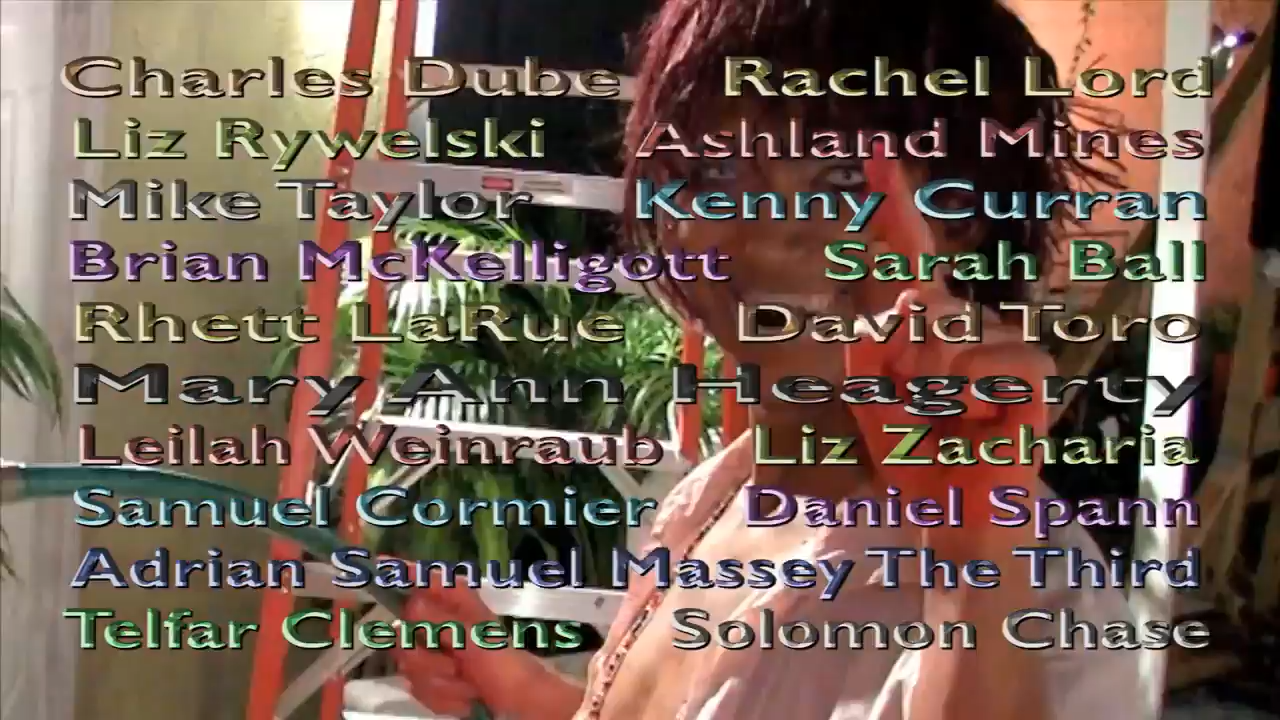 Charles Dube Rachel Lord
Liz Rywelski Ashland Mines
Mike Taylor Kenny Curran
Brian McKelligott Sarah Ball
Rhett LaRue David Toro
Mary Ann Heagerty
Leilah Weinraub Liz Zacharia
Samuel Cormier Daniel Spann
Adrian Samuel Massey The Third
Telfar Clemens Solomon Chase